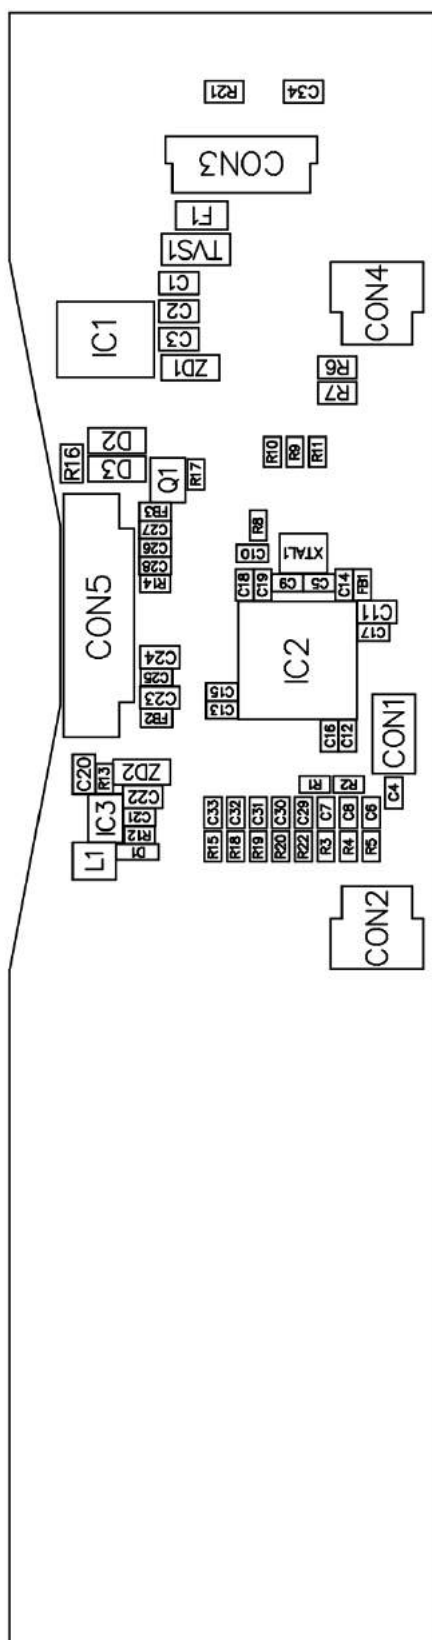 R21
C34
CON3
F1
TVS1
C1
C2
C3
ZD1
IC1
CON4
R6
R7
R16
D2
D3
Q1
R17
R10
R9
R11
FB3
C27
C26
C28
R14
CON5
R8
C10
XTAL1
C18
C19
C9
C5
C14
FB1
C11
C17
IC2
C24
C25
C23
FB2
C15
C13
C16
C12
CON1
C20
R13
ZD2
C22
IC3
C21
R12
L1
D1
R1
R2
C4
C33
C32
C31
C30
C29
C7
C8
C6
R15
R18
R19
R20
R22
R3
R4
R5
CON2